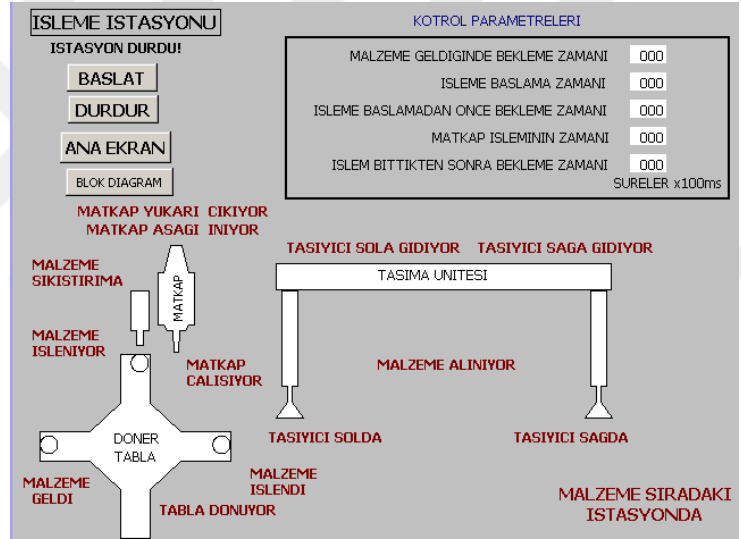 ISLEME ISTASYONU
ISTASYON DURDU!
BASLAT
DURDUR
ANA EKRAN
BLOK DIAGRAM
KOTROL PARAMETRELERI
MALZEME GELDIGINDE BEKLEME ZAMANI 000
ISLEME BASLAMA ZAMANI 000
ISLEME BASLAMADAN ONCE BEKLEME ZAMANI 000
MATKAP ISLEMININ ZAMANI 000
ISLEM BITTIKTEN SONRA BEKLEME ZAMANI 000
SURELER x100ms
MATKAP YUKARI CIKIYOR
MATKAP ASAGI INIYOR
MALZEME
SIKISTIRIMA
MATKAP
MALZEME
ISLENIYOR
MATKAP
CALISIYOR
TASIYICI SOLA GIDIYOR TASIYICI SAGA GIDIYOR
TASIMA UNITESI
MALZEME ALINIYOR
TASIYICI SOLDA
TASIYICI SAGDA
DONER
TABLA
MALZEME
GELDI
MALZEME
ISLENDI
TABLA DONUYOR
MALZEME SIRADAKI
ISTASYONDA